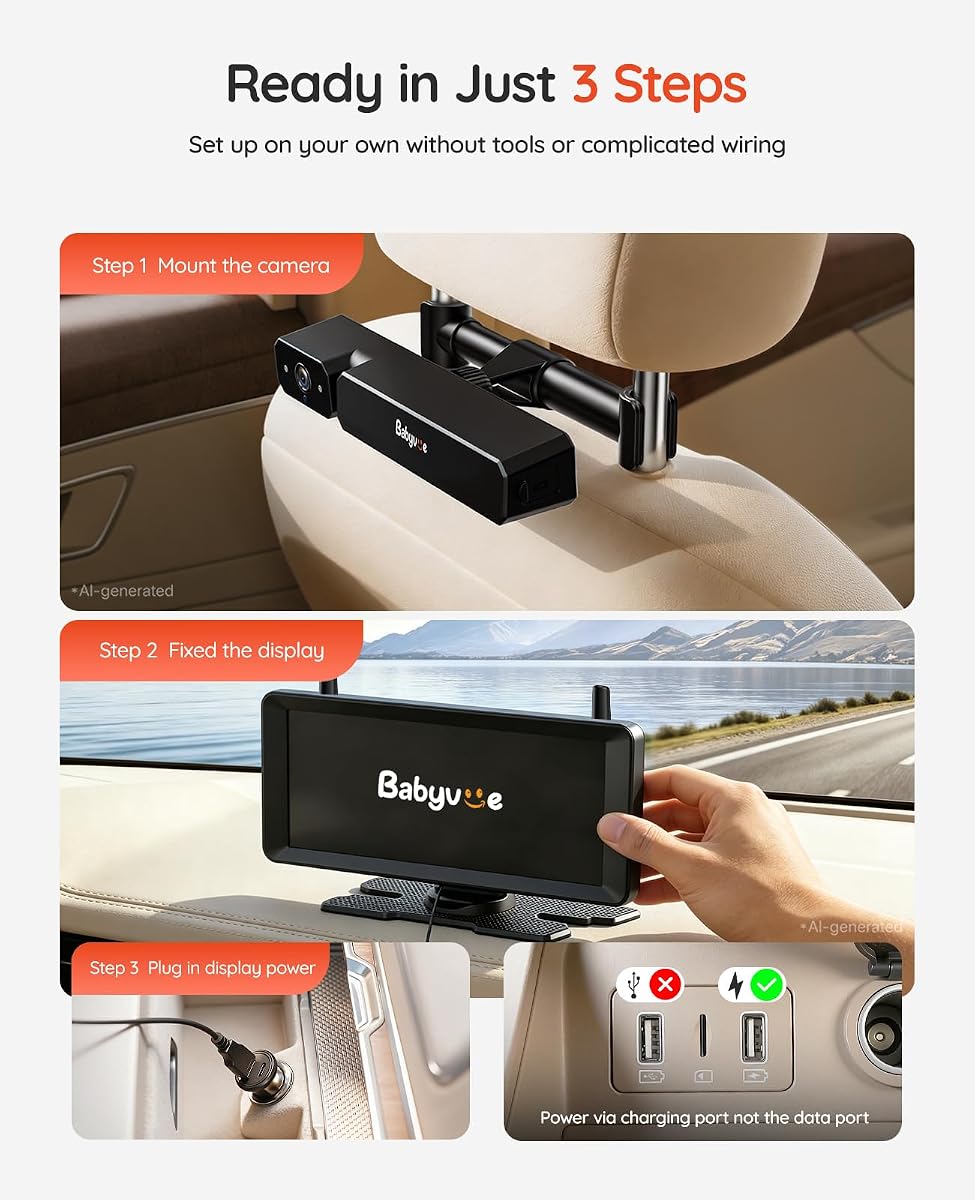 Ready in Just 3 Steps
Set up on your own without tools or complicated wiring
Step 1 Mount the camera
Babyvue
*AI-generated
Step 2 Fixed the display
Babyvue
*AI-generated
Step 3 Plug in display power
Power via charging port not the data port